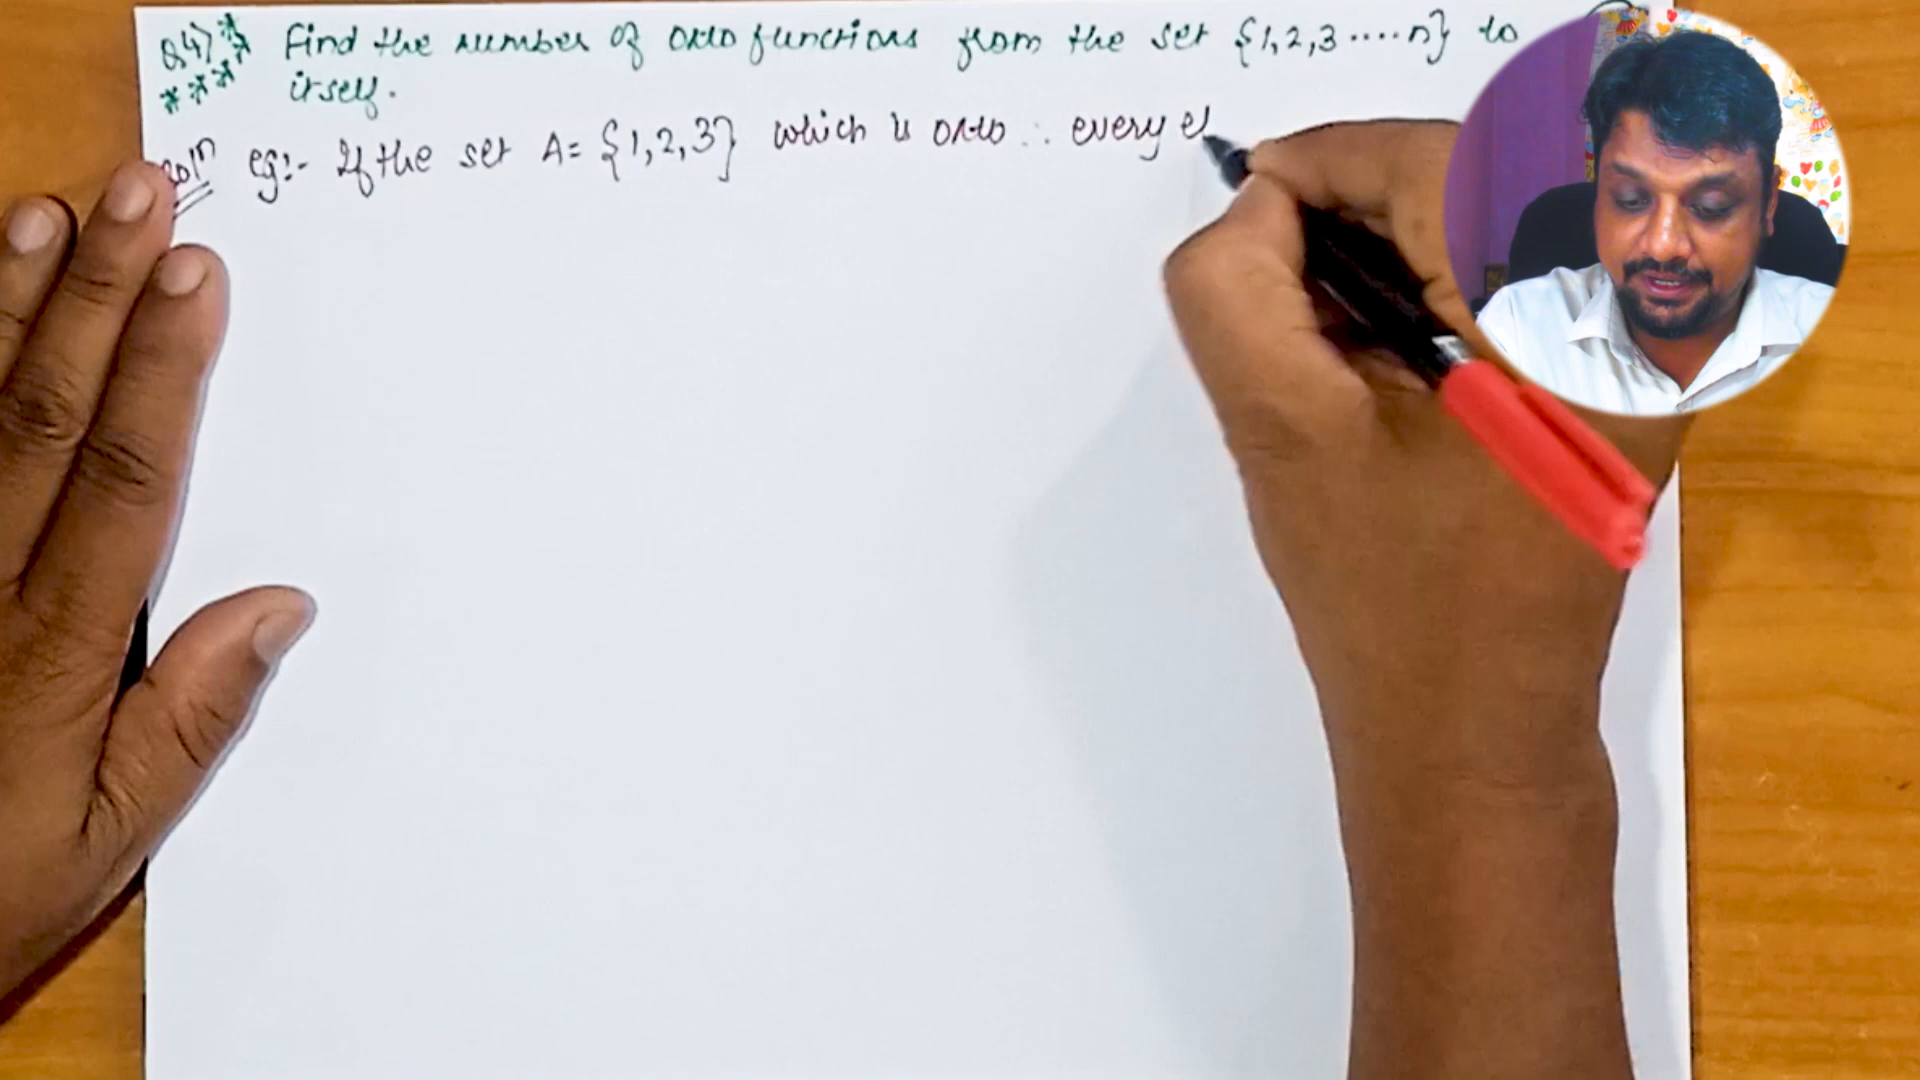 Q4) Find the number of onto functions from the set {1,2,3.....n} to
itself.
Soln eg:- If the set A = {1,2,3} which is onto ∴ every el